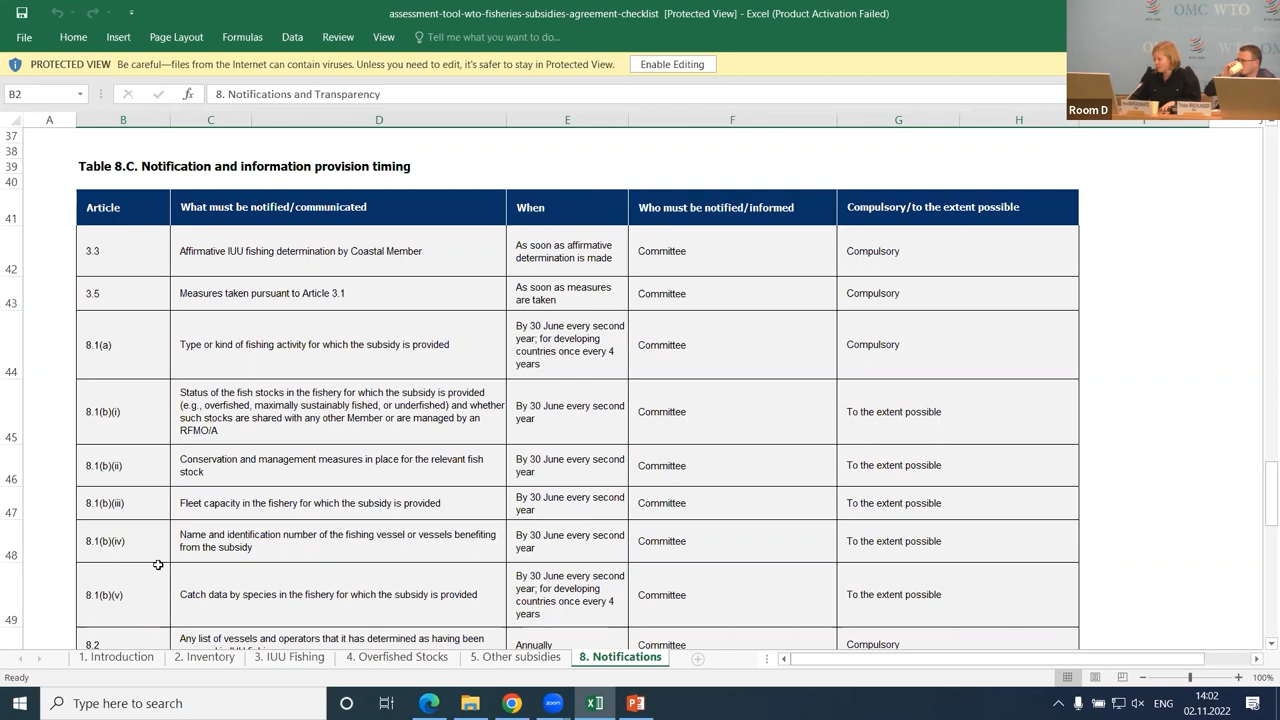 assessment-tool-wto-fisheries-subsidies-agreement-checklist [Protected View] - Excel (Product Activation Failed)
File Home Insert Page Layout Formulas Data Review View Tell me what you want to do...
PROTECTED VIEW Be careful—files from the Internet can contain viruses. Unless you need to edit, it's safer to stay in Protected View. Enable Editing
B2 fx 8. Notifications and Transparency
OMC WTO
Room D
A B C D E F G H
37
38
39 Table 8.C. Notification and information provision timing
40
41 Article What must be notified/communicated When Who must be notified/informed Compulsory/to the extent possible
42 3.3 Affirmative IUU fishing determination by Coastal Member As soon as affirmative
determination is made Committee Compulsory
43 3.5 Measures taken pursuant to Article 3.1 As soon as measures
are taken Committee Compulsory
44 8.1(a) Type or kind of fishing activity for which the subsidy is provided By 30 June every second
year; for developing
countries once every 4
years Committee Compulsory
45 8.1(b)(i) Status of the fish stocks in the fishery for which the subsidy is provided
(e.g., overfished, maximally sustainably fished, or underfished) and whether
such stocks are shared with any other Member or are managed by an
RFMO/A By 30 June every second
year Committee To the extent possible
46 8.1(b)(ii) Conservation and management measures in place for the relevant fish
stock By 30 June every second
year Committee To the extent possible
47 8.1(b)(iii) Fleet capacity in the fishery for which the subsidy is provided By 30 June every second
year Committee To the extent possible
48 8.1(b)(iv) Name and identification number of the fishing vessel or vessels benefiting
from the subsidy By 30 June every second
year Committee To the extent possible
49 8.1(b)(v) Catch data by species in the fishery for which the subsidy is provided By 30 June every second
year; for developing
countries once every 4
years Committee To the extent possible
8.2 Any list of vessels and operators that it has determined as having been
Annually Committee Compulsory
1. Introduction 2. Inventory 3. IUU Fishing 4. Overfished Stocks 5. Other subsidies 8. Notifications
Ready 100%
Type here to search
zoom
ENG
14:02
02.11.2022